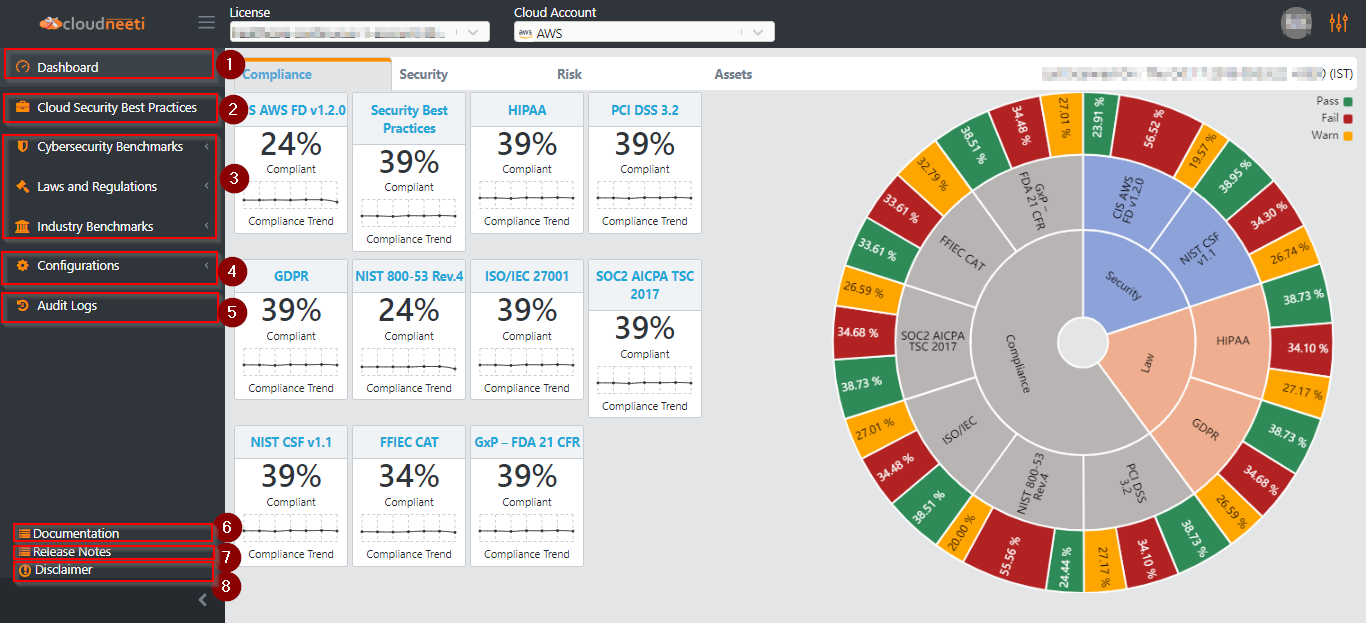 cloudneeti
License
Cloud Account
aws AWS
Dashboard
1
Compliance
Security
Risk
Assets
(IST)
Cloud Security Best Practices
2
Cybersecurity Benchmarks
Laws and Regulations
3
Industry Benchmarks
Configurations
4
Audit Logs
5
Documentation
6
Release Notes
7
Disclaimer
8
S AWS FD v1.2.0
24%
Compliant
Compliance Trend
Security Best
Practices
39%
Compliant
Compliance Trend
HIPAA
39%
Compliant
Compliance Trend
PCI DSS 3.2
39%
Compliant
Compliance Trend
GDPR
39%
Compliant
Compliance Trend
NIST 800-53 Rev.4
24%
Compliant
Compliance Trend
ISO/IEC 27001
39%
Compliant
Compliance Trend
SOC2 AICPA TSC
2017
39%
Compliant
Compliance Trend
NIST CSF v1.1
39%
Compliant
Compliance Trend
FFIEC CAT
34%
Compliant
Compliance Trend
GxP – FDA 21 CFR
39%
Compliant
Compliance Trend
Pass
Fail
Warn
Security
Law
Compliance
CIS AWS
FD v1.2.0
NIST CSF
v1.1
HIPAA
GDPR
PCI DSS
3.2
NIST 800-53
Rev.4
ISO/IEC
SOC2 AICPA
TSC 2017
FFIEC CAT
GxP –
FDA 21 CFR
23.91 %
56.52 %
19.57 %
38.95 %
34.30 %
26.74 %
38.73 %
34.10 %
27.17 %
38.73 %
34.68 %
26.59 %
38.73 %
34.10 %
27.17 %
24.44 %
55.56 %
20.00 %
38.51 %
34.48 %
27.01 %
38.73 %
34.68 %
26.59 %
33.61 %
33.61 %
32.79 %
38.51 %
34.48 %
27.01 %